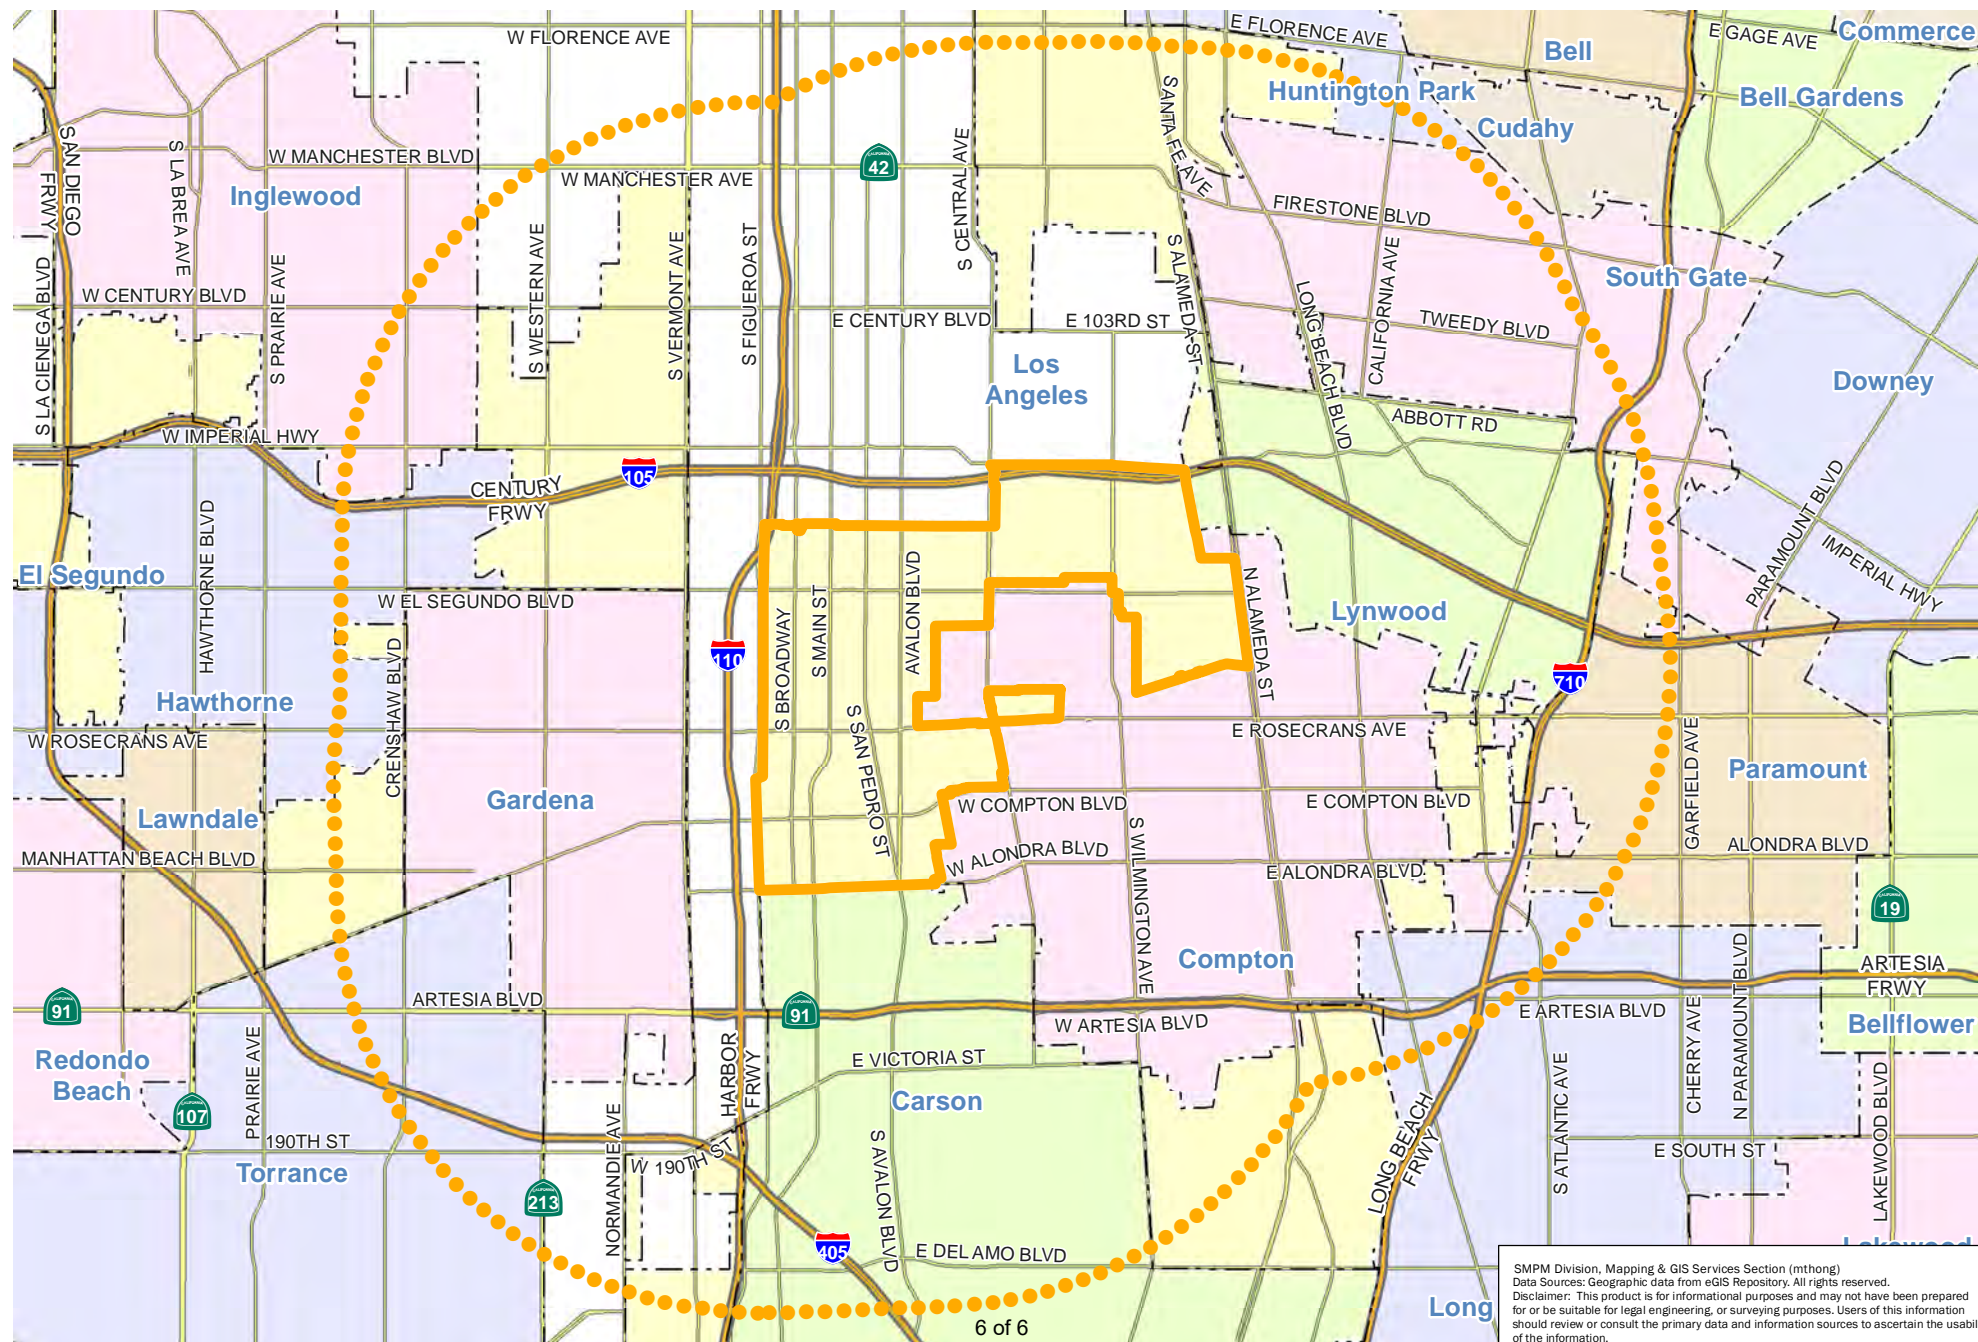 W FLORENCE AVE
E FLORENCE AVE
E GAGE AVE
Commerce
Bell
Huntington Park
Bell Gardens
Cudahy
SAN DIEGO
FRWY
S LA BREA AVE
W MANCHESTER BLVD
W MANCHESTER AVE
42
S CENTRAL AVE
SANTA FE AVE
Inglewood
FIRESTONE BLVD
S LA CIENEGA BLVD
S PRAIRIE AVE
S WESTERN AVE
S VERMONT AVE
S FIGUEROA ST
S ALAMEDA ST
CALIFORNIA AVE
LONG BEACH BLVD
South Gate
W CENTURY BLVD
E CENTURY BLVD
E 103RD ST
TWEEDY BLVD
Los
Angeles
Downey
ABBOTT RD
W IMPERIAL HWY
105
CENTURY
FRWY
PARAMOUNT BLVD
IMPERIAL HWY
HAWTHORNE BLVD
El Segundo
W EL SEGUNDO BLVD
AVALON BLVD
S MAIN ST
S BROADWAY
N ALAMEDA ST
Lynwood
CRENSHAW BLVD
110
710
Hawthorne
W ROSECRANS AVE
S SAN PEDRO ST
E ROSECRANS AVE
GARFIELD AVE
Paramount
Gardena
Lawndale
W COMPTON BLVD
E COMPTON BLVD
MANHATTAN BEACH BLVD
W ALONDRA BLVD
S WILMINGTON AVE
E ALONDRA BLVD
ALONDRA BLVD
19
Compton
N PARAMOUNT BLVD
ARTESIA
FRWY
91
ARTESIA BLVD
91
W ARTESIA BLVD
E ARTESIA BLVD
CHERRY AVE
Bellflower
Redondo
Beach
PRAIRIE AVE
HARBOR
FRWY
E VICTORIA ST
Carson
107
S ATLANTIC AVE
LAKEWOOD BLVD
190TH ST
W 190TH ST
NORMANDIE AVE
S AVALON BLVD
LONG BEACH
FRWY
E SOUTH ST
Torrance
213
405
E DEL AMO BLVD
Lakewood
Long
6 of 6
SMPM Division, Mapping & GIS Services Section (mthong)
Data Sources: Geographic data from eGIS Repository. All rights reserved.
Disclaimer: This product is for informational purposes and may not have been prepared
for or be suitable for legal engineering, or surveying purposes. Users of this information
should review or consult the primary data and information sources to ascertain the usabil
of the information.